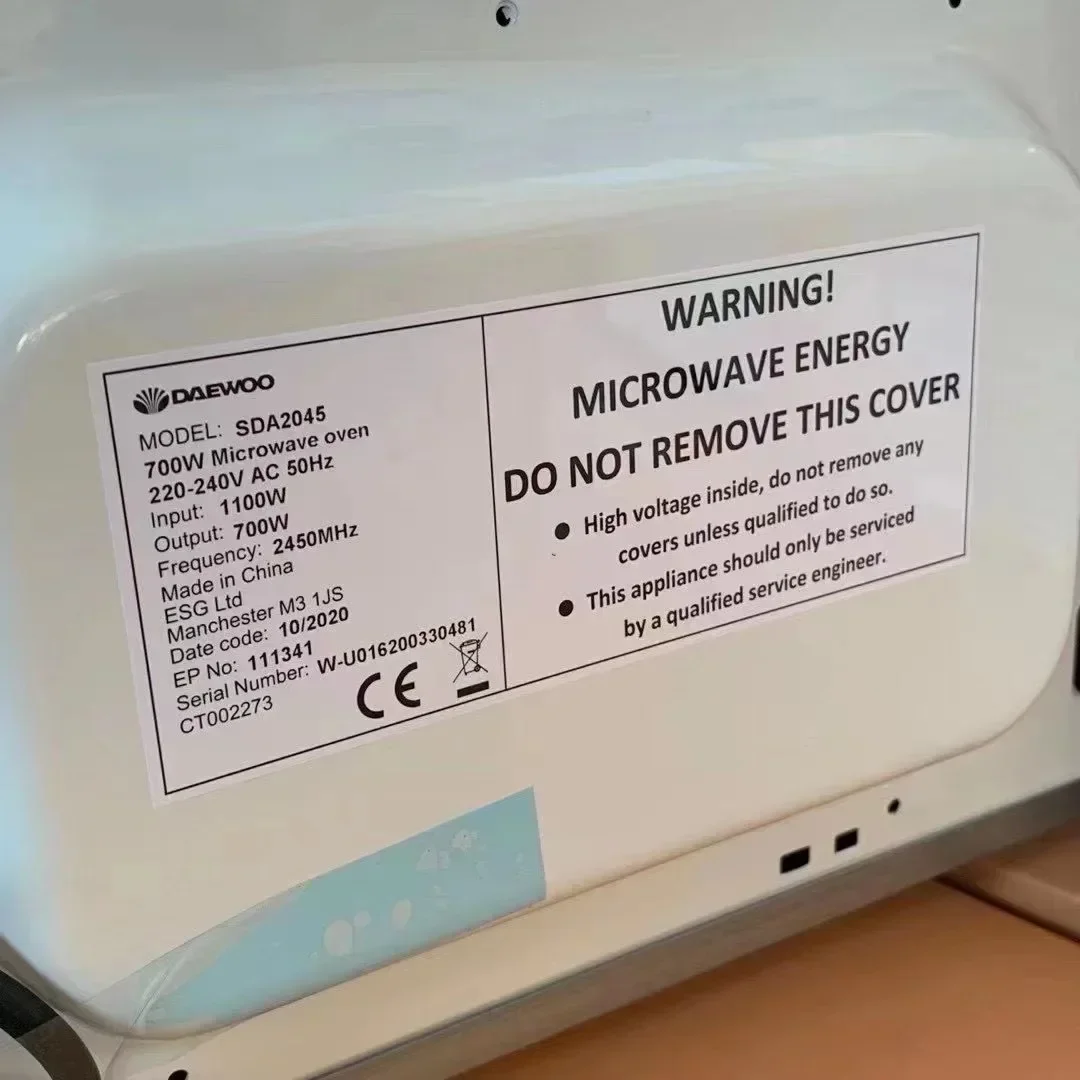 DAEWOO
MODEL: SDA2045
700W Microwave oven
220-240V AC 50Hz
Input: 1100W
Output: 700W
Frequency: 2450MHz
Made in China
ESG Ltd
Manchester M3 1JS
Date code: 10/2020
EP No: 111341
Serial Number: W-U016200330481
CT002273
CE
WARNING!
MICROWAVE ENERGY
DO NOT REMOVE THIS COVER
● High voltage inside, do not remove any
covers unless qualified to do so.
● This appliance should only be serviced
by a qualified service engineer.